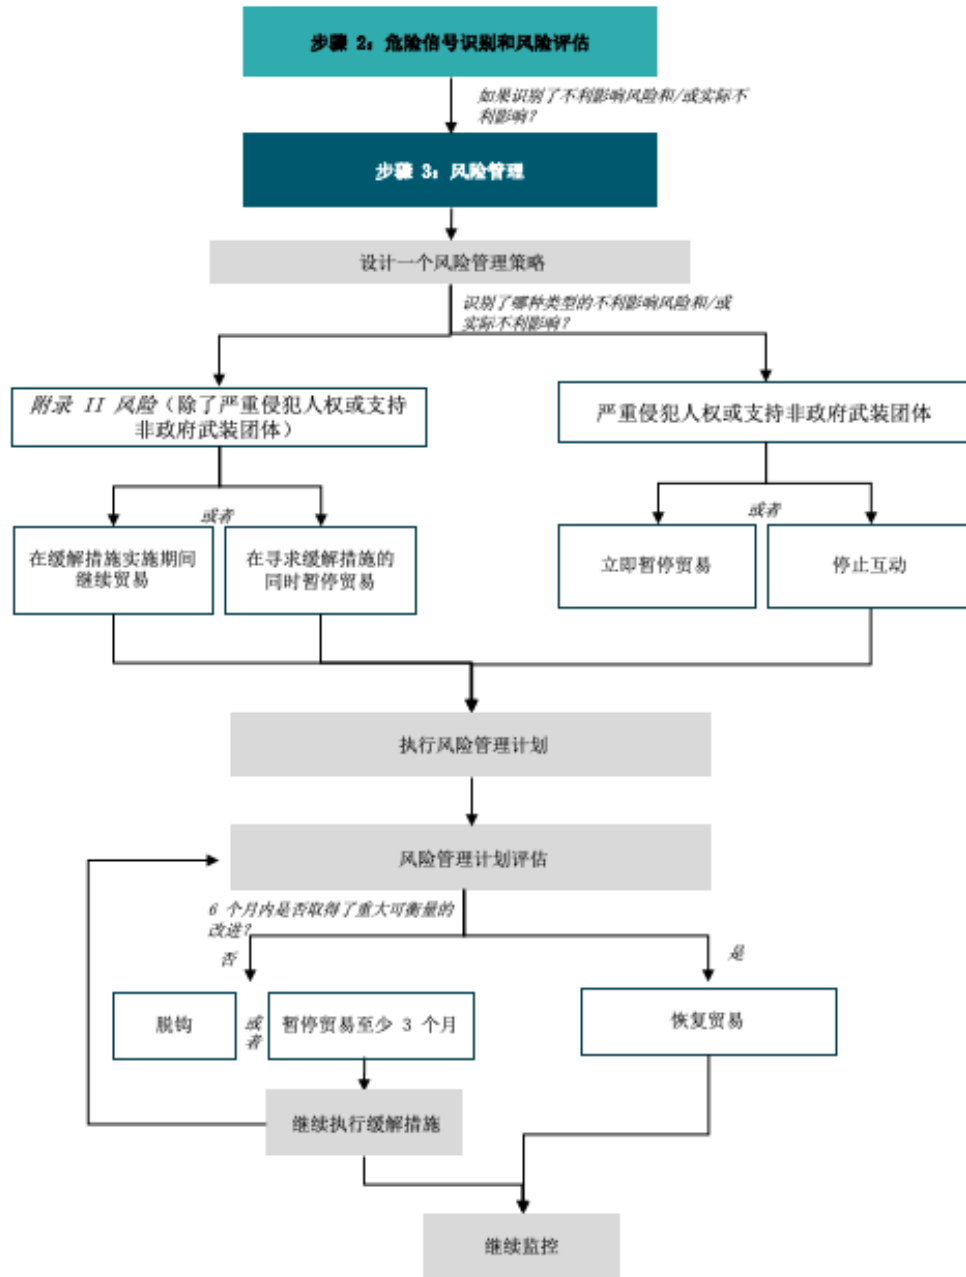 步骤 2：危险信号识别和风险评估
如果识别了不利影响风险和/或实际不
利影响？
步骤 3：风险管理
设计一个风险管理策略
识别了哪种类型的不利影响风险和/或
实际不利影响？
附录 II 风险（除了严重侵犯人权或支持
非政府武装团体）
严重侵犯人权或支持非政府武装团体
或者
或者
在缓解措施实施期间
继续贸易
在寻求缓解措施的
同时暂停贸易
立即暂停贸易
停止互动
执行风险管理计划
风险管理计划评估
6 个月内是否取得了重大可衡量的
改进？
否
是
脱钩
或
者
暂停贸易至少 3 个月
恢复贸易
继续执行缓解措施
继续监控